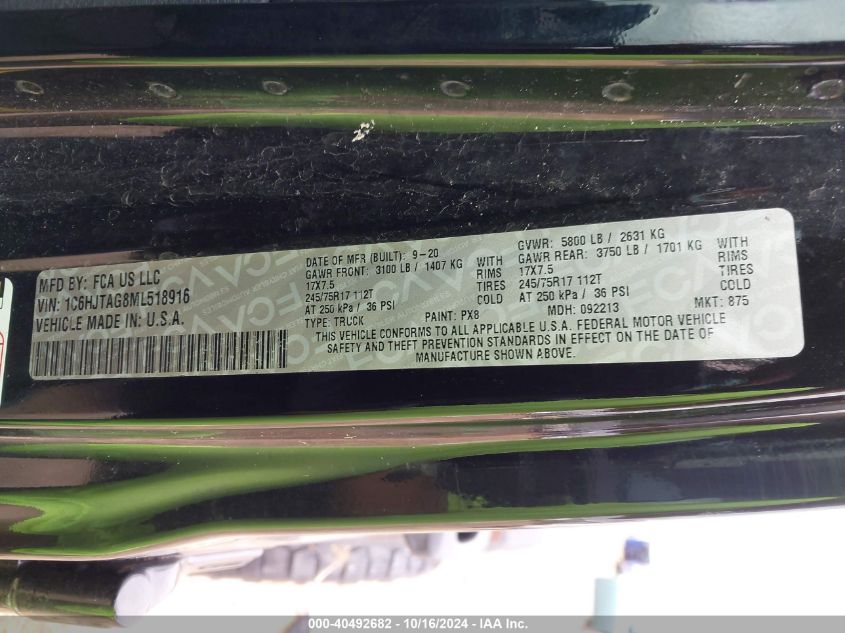 MFD BY: FCA US LLC
VIN: 1C6HJTAG8ML518916
VEHICLE MADE IN: U.S.A.
DATE OF MFR (BUILT): 9-20
GAWR FRONT: 3100 LB / 1407 KG WITH
17X7.5 RIMS
245/75R17 112T TIRES
AT 250 kPa / 36 PSI COLD
TYPE: TRUCK PAINT: PX8
GVWR: 5800 LB / 2631 KG
GAWR REAR: 3750 LB / 1701 KG WITH
17X7.5 RIMS
245/75R17 112T TIRES
AT 250 kPa / 36 PSI COLD
MDH: 092213 MKT: 875
THIS VEHICLE CONFORMS TO ALL APPLICABLE U.S.A. FEDERAL MOTOR VEHICLE
SAFETY AND THEFT PREVENTION STANDARDS IN EFFECT ON THE DATE OF
MANUFACTURE SHOWN ABOVE.
000-40492682 - 10/16/2024 - IAA Inc.